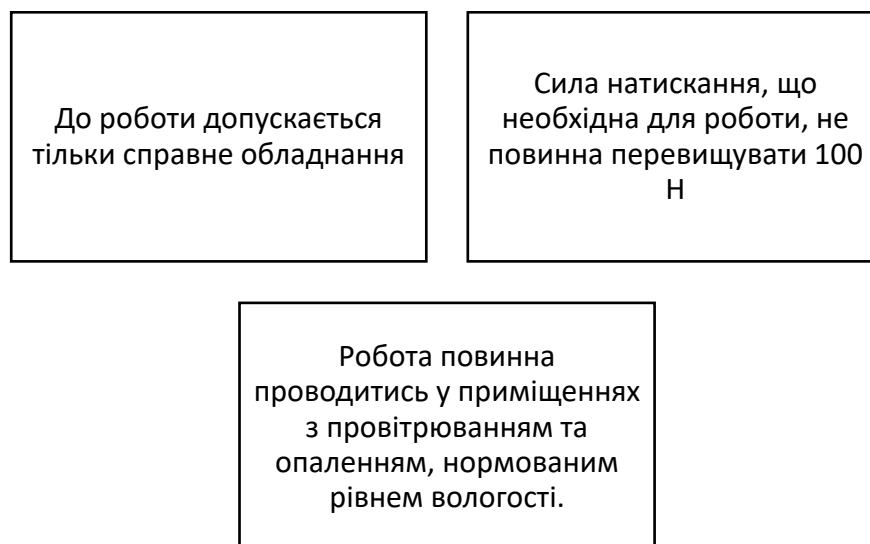 До роботи допускається
тільки справне обладнання
Сила натискання, що
необхідна для роботи, не
повинна перевищувати 100
Н
Робота повинна
проводитись у приміщеннях
з провітрюванням та
опаленням, нормованим
рівнем вологості.